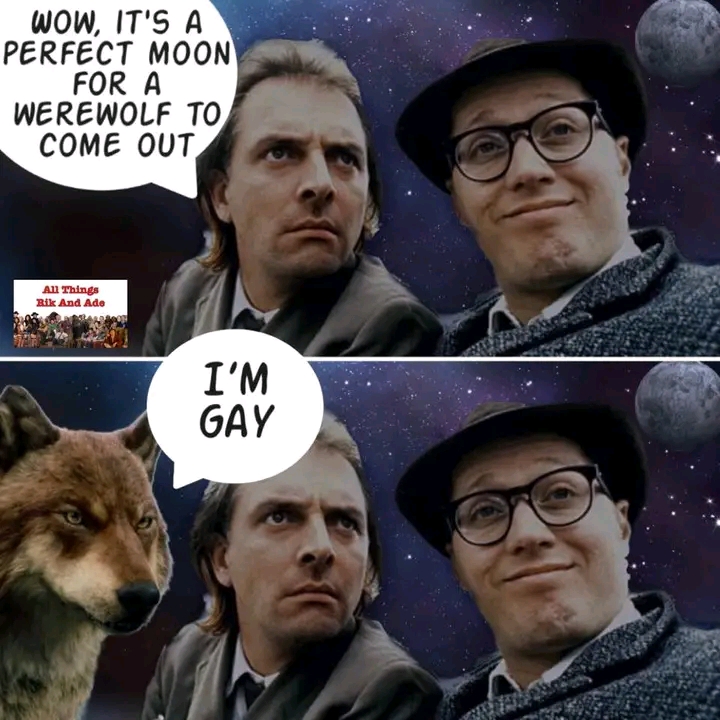 WOW, IT'S A
PERFECT MOON
FOR A
WEREWOLF TO
COME OUT
All Things
Rik And Ade
I'M
GAY